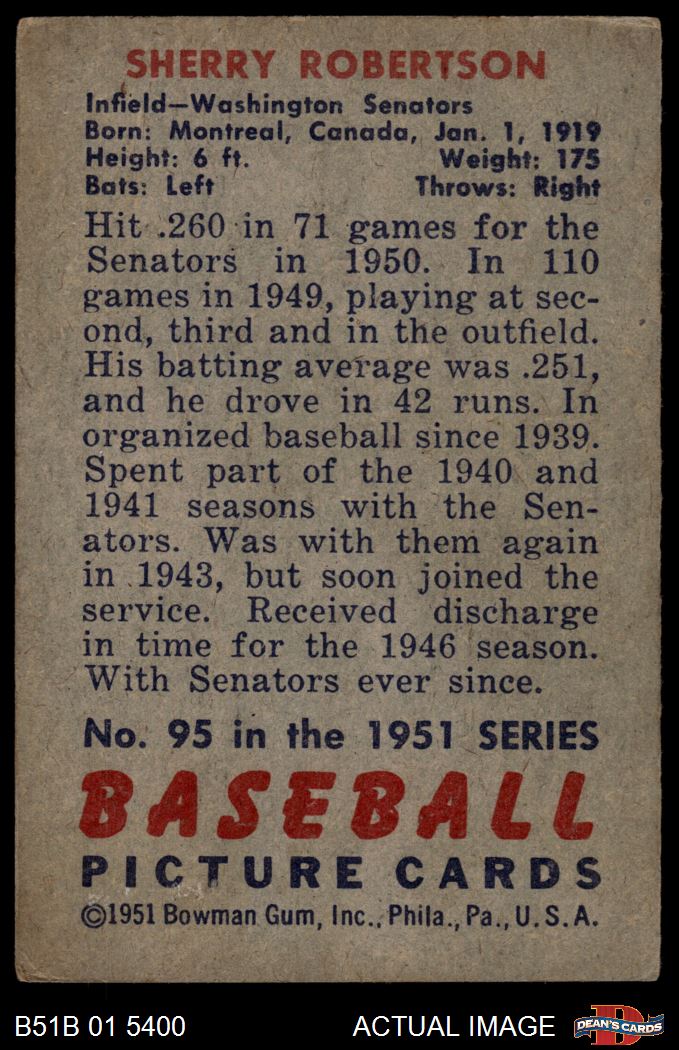 SHERRY ROBERTSON
Infield—Washington Senators
Born: Montreal, Canada, Jan. 1, 1919
Height: 6 ft. Weight: 175
Bats: Left Throws: Right
Hit .260 in 71 games for the
Senators in 1950. In 110
games in 1949, playing at sec-
ond, third and in the outfield.
His batting average was .251,
and he drove in 42 runs. In
organized baseball since 1939.
Spent part of the 1940 and
1941 seasons with the Sen-
ators. Was with them again
in 1943, but soon joined the
service. Received discharge
in time for the 1946 season.
With Senators ever since.
No. 95 in the 1951 SERIES
BASEBALL
PICTURE CARDS
©1951 Bowman Gum, Inc., Phila., Pa., U. S. A.
B51B 01 5400 ACTUAL IMAGE D DEAN'S CARDS